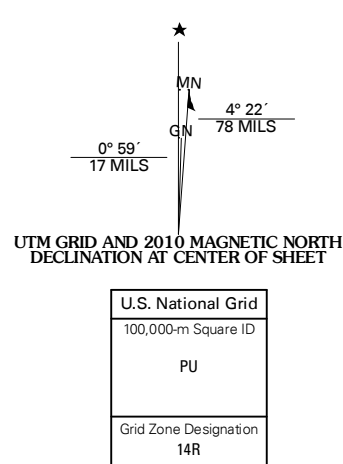 ★
MN
4° 22´
78 MILS
GN
0° 59´
17 MILS
UTM GRID AND 2010 MAGNETIC NORTH
DECLINATION AT CENTER OF SHEET
U.S. National Grid
100,000-m Square ID
PU
Grid Zone Designation
14R